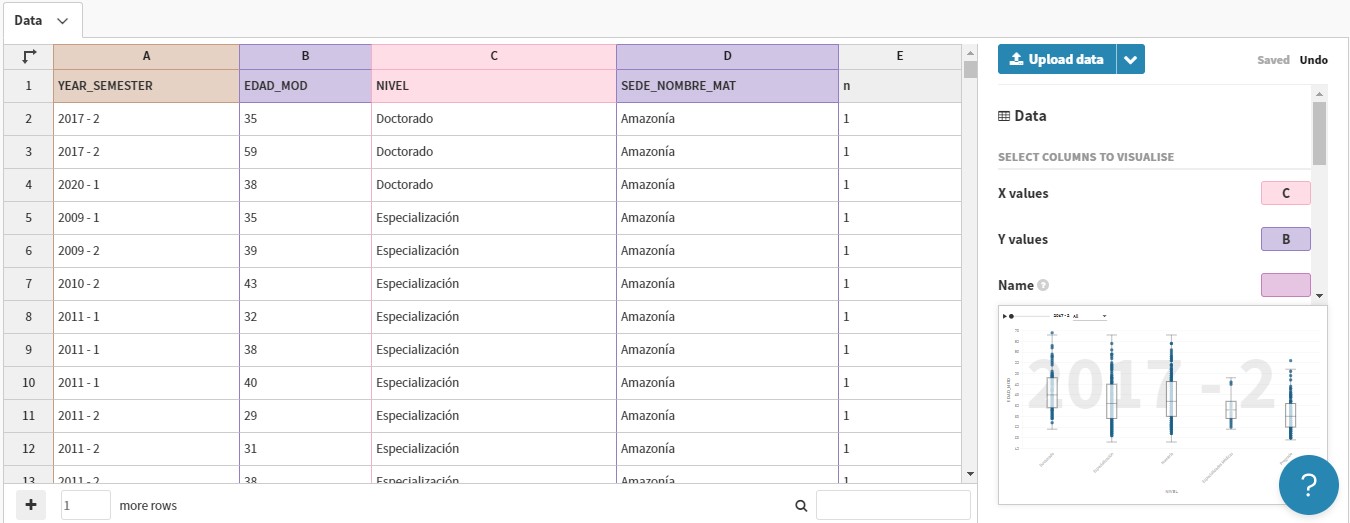 Data
A B C D E
1 YEAR_SEMESTER EDAD_MOD NIVEL SEDE_NOMBRE_MAT n
2 2017 - 2 35 Doctorado Amazonía 1
3 2017 - 2 59 Doctorado Amazonía 1
4 2020 - 1 38 Doctorado Amazonía 1
5 2009 - 1 35 Especialización Amazonía 1
6 2009 - 2 39 Especialización Amazonía 1
7 2010 - 2 43 Especialización Amazonía 1
8 2011 - 1 32 Especialización Amazonía 1
9 2011 - 1 38 Especialización Amazonía 1
10 2011 - 1 40 Especialización Amazonía 1
11 2011 - 2 29 Especialización Amazonía 1
12 2011 - 2 31 Especialización Amazonía 1
13 2011 - 2 38 Especialización Amazonía 1
1 more rows
Upload data
Saved Undo
Data
SELECT COLUMNS TO VISUALISE
X values C
Y values B
Name ?
2017 - 2
2017 - 2
EDAD_MOD
NIVEL
?